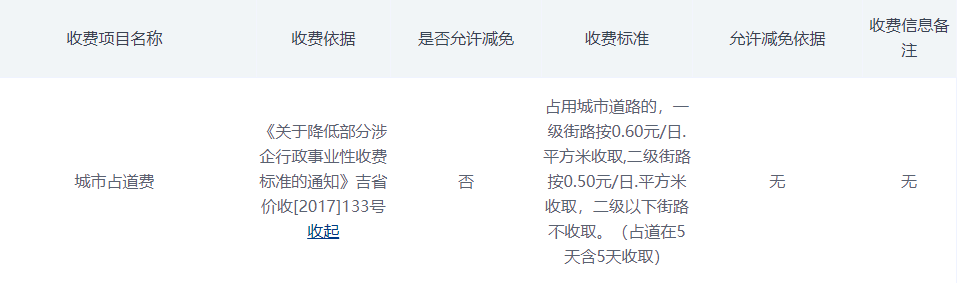 收费项目名称
收费依据
是否允许减免
收费标准
允许减免依据
收费信息备
注
城市占道费
《关于降低部分涉
企行政事业性收费
标准的通知》吉省
价收[2017]133号
收起
否
占用城市道路的，一
级街路按0.60元/日.
平方米收取,二级街路
按0.50元/日.平方米
收取，二级以下街路
不收取。（占道在5
天含5天收取）
无
无